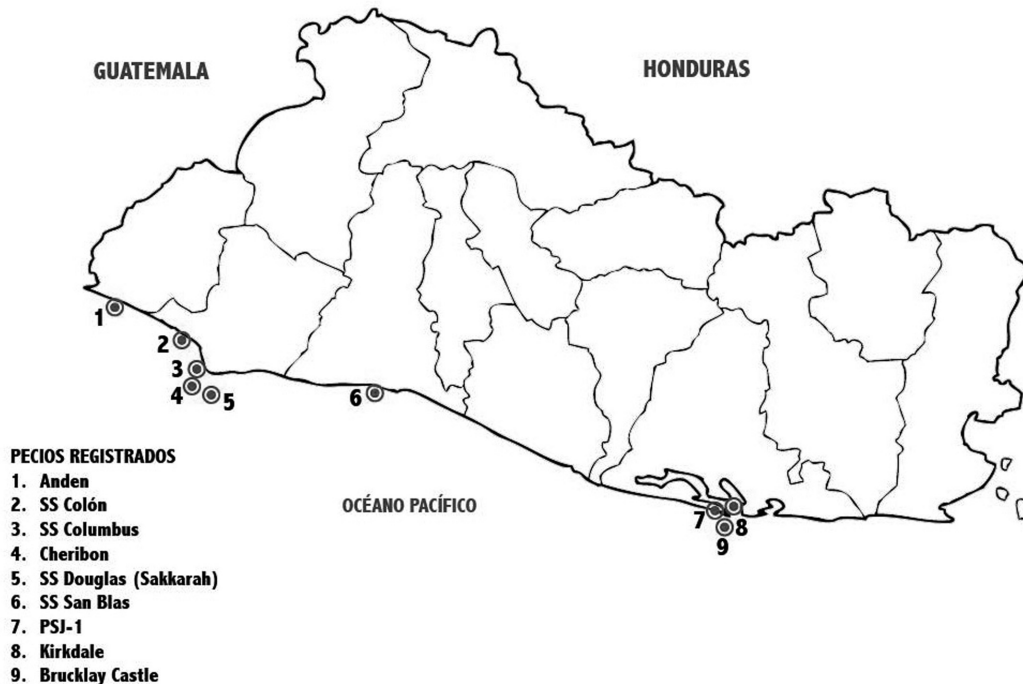 GUATEMALA
HONDURAS
1
2
3
4
5
6
PECIOS REGISTRADOS
1. Anden
2. SS Colón
3. SS Columbus
4. Cheribon
5. SS Douglas (Sakkarah)
6. SS San Blas
7. PSJ-1
8. Kirkdale
9. Brucklay Castle
OCÉANO PACÍFICO
7
8
9